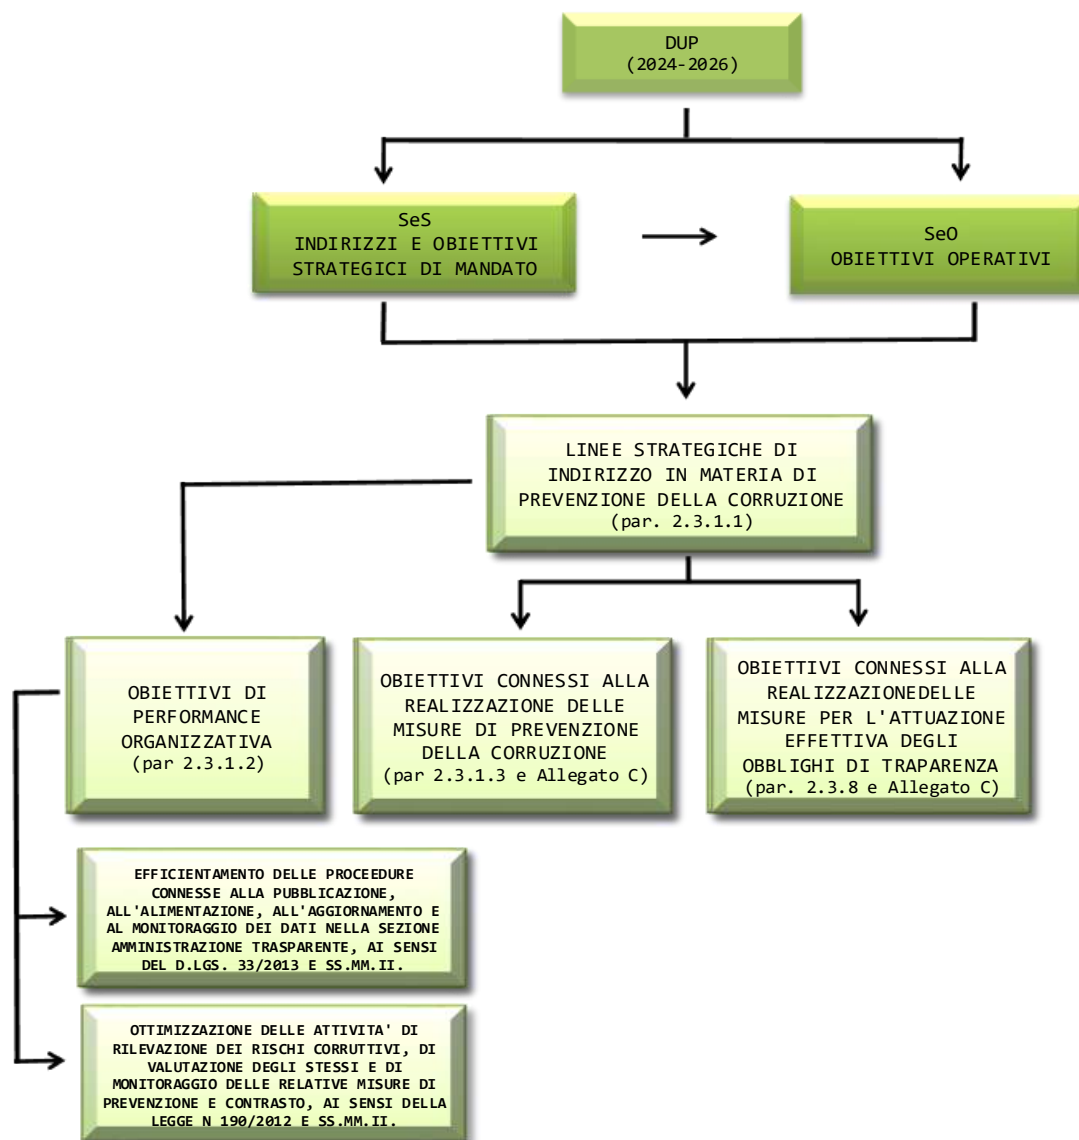 DUP
(2024-2026)
SeS
INDIRIZZI E OBIETTIVI
STRATEGICI DI MANDATO
SeO
OBIETTIVI OPERATIVI
LINEE STRATEGICHE DI
INDIRIZZO IN MATERIA DI
PREVENZIONE DELLA CORRUZIONE
(par. 2.3.1.1)
OBIETTIVI DI
PERFORMANCE
ORGANIZZATIVA
(par 2.3.1.2)
OBIETTIVI CONNESSI ALLA
REALIZZAZIONE DELLE
MISURE DI PREVENZIONE
DELLA CORRUZIONE
(par 2.3.1.3 e Allegato C)
OBIETTIVI CONNESSI ALLA
REALIZZAZIONEDELLE
MISURE PER L'ATTUAZIONE
EFFETTIVA DEGLI
OBBLIGHI DI TRAPARENZA
(par. 2.3.8 e Allegato C)
EFFICIENTAMENTO DELLE PROCEEDURE
CONNESSE ALLA PUBBLICAZIONE,
ALL'ALIMENTAZIONE, ALL'AGGIORNAMENTO E
AL MONITORAGGIO DEI DATI NELLA SEZIONE
AMMINISTRAZIONE TRASPARENTE, AI SENSI
DEL D.LGS. 33/2013 E SS.MM.II.
OTTIMIZZAZIONE DELLE ATTIVITA' DI
RILEVAZIONE DEI RISCHI CORRUTTIVI, DI
VALUTAZIONE DEGLI STESSI E DI
MONITORAGGIO DELLE RELATIVE MISURE DI
PREVENZIONE E CONTRASTO, AI SENSI DELLA
LEGGE N 190/2012 E SS.MM.II.